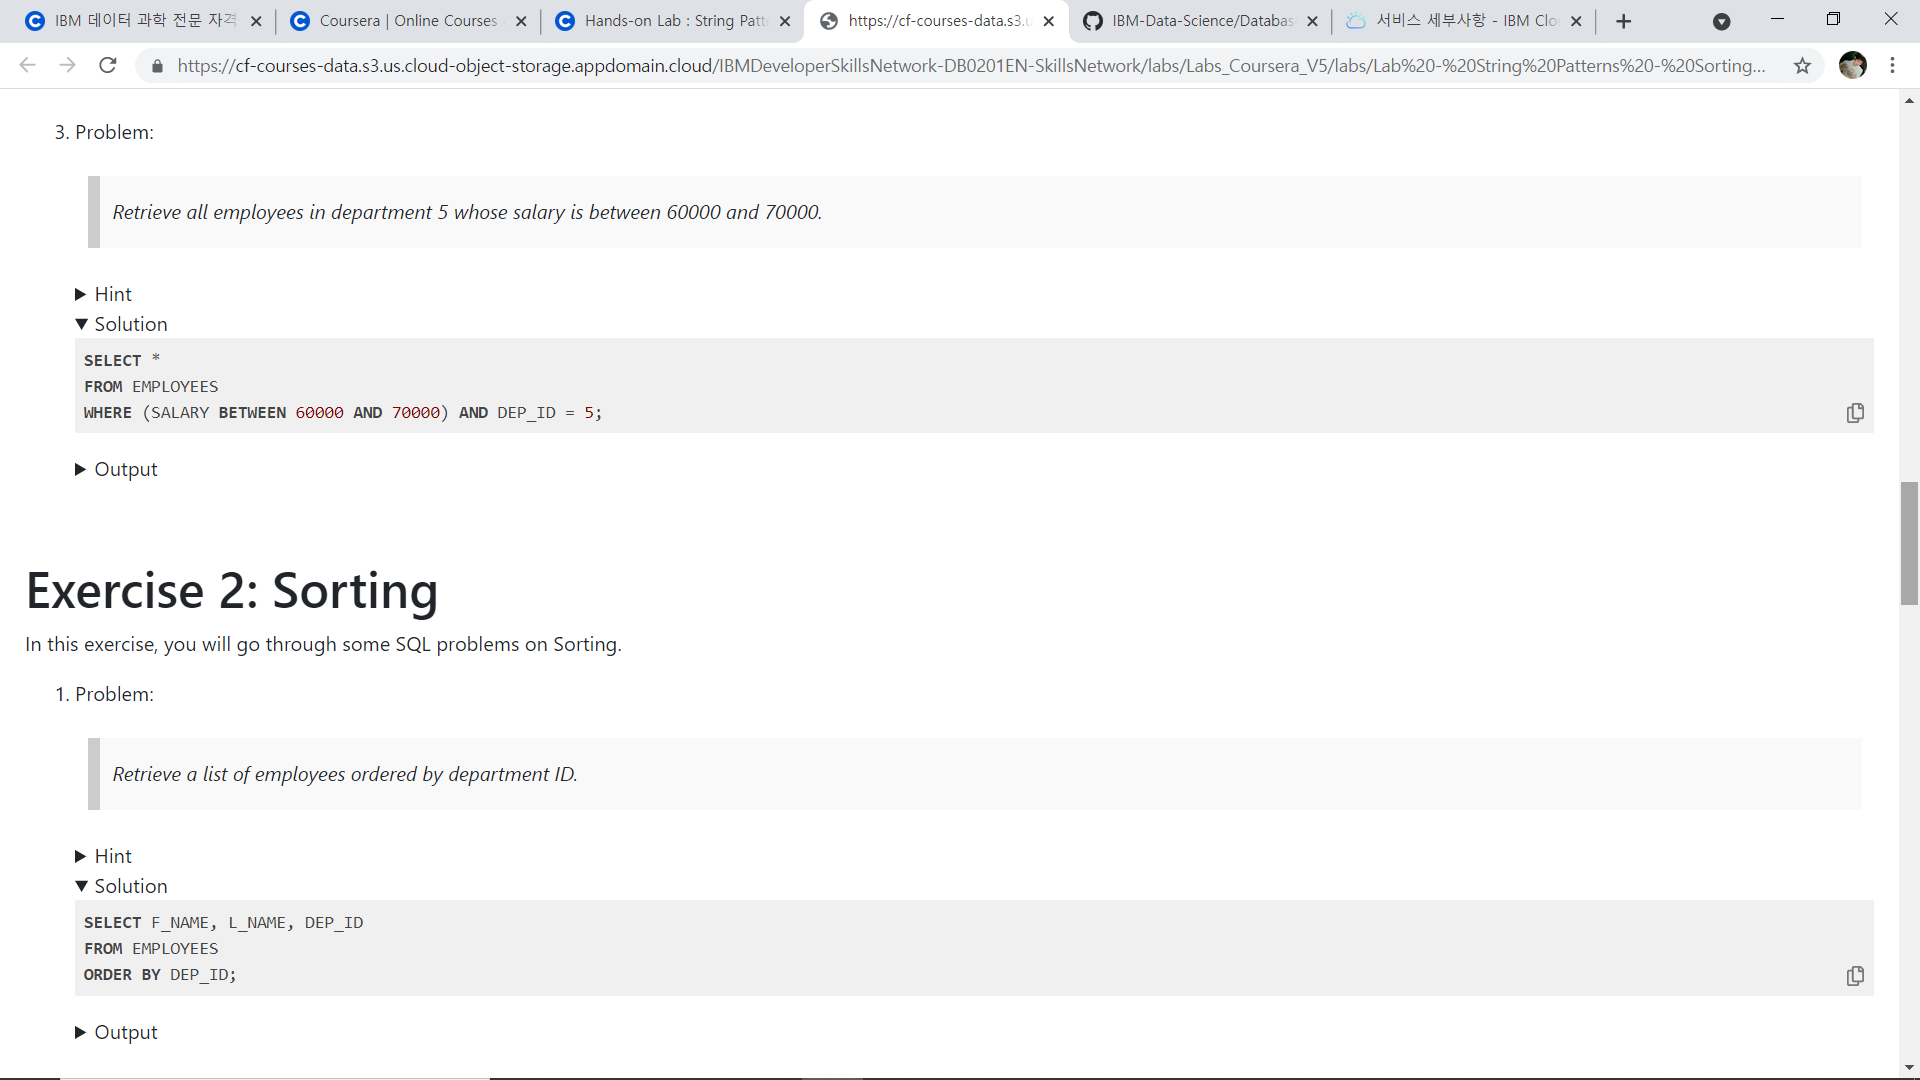 IBM 데이터 과학 전문 자격
Coursera | Online Courses
Hands-on Lab : String Patt
https://cf-courses-data.s3.u
IBM-Data-Science/Databas
서비스 세부사항 - IBM Clo
https://cf-courses-data.s3.us.cloud-object-storage.appdomain.cloud/IBMDeveloperSkillsNetwork-DB0201EN-SkillsNetwork/labs/Labs_Coursera_V5/labs/Lab%20-%20String%20Patterns%20-%20Sorting...
3. Problem:
Retrieve all employees in department 5 whose salary is between 60000 and 70000.
Hint
Solution
SELECT *
FROM EMPLOYEES
WHERE (SALARY BETWEEN 60000 AND 70000) AND DEP_ID = 5;
Output
Exercise 2: Sorting
In this exercise, you will go through some SQL problems on Sorting.
1. Problem:
Retrieve a list of employees ordered by department ID.
Hint
Solution
SELECT F_NAME, L_NAME, DEP_ID
FROM EMPLOYEES
ORDER BY DEP_ID;
Output